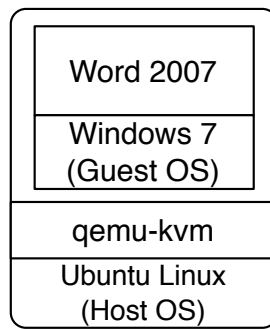 Word 2007
Windows 7
(Guest OS)
qemu-kvm
Ubuntu Linux
(Host OS)